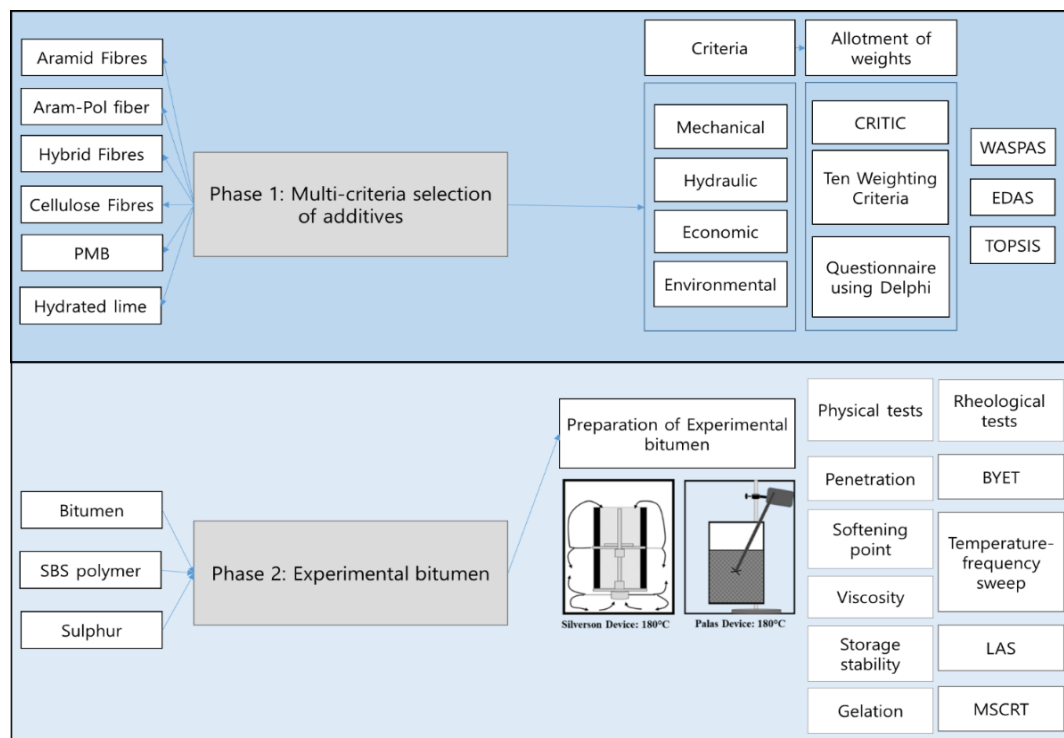 Aramid Fibres
Aram-Pol fiber
Hybrid Fibres
Cellulose Fibres
PMB
Hydrated lime
Phase 1: Multi-criteria selection
of additives
Criteria
Mechanical
Hydraulic
Economic
Environmental
Allotment of
weights
CRITIC
Ten Weighting
Criteria
Questionnaire
using Delphi
WASPAS
EDAS
TOPSIS
Bitumen
SBS polymer
Sulphur
Phase 2: Experimental bitumen
Preparation of Experimental
bitumen
Silverson Device: 180°C
Palas Device: 180°C
Physical tests
Penetration
Softening
point
Viscosity
Storage
stability
Gelation
Rheological
tests
BYET
Temperature-
frequency
sweep
LAS
MSCRT